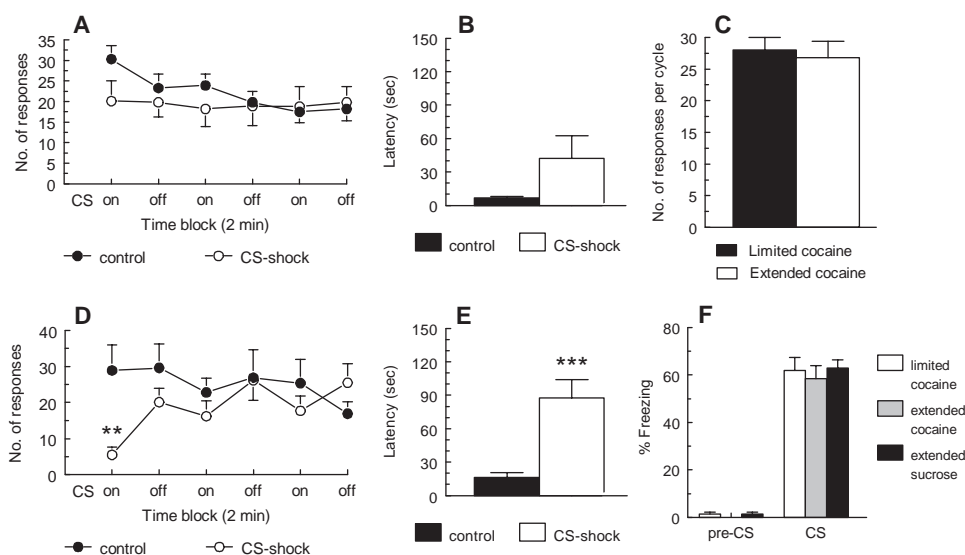 A
No. of responses
35
30
25
20
15
10
5
0
CS on off on off on off
Time block (2 min)
control CS-shock
B
Latency (sec)
150
120
90
60
30
0
control CS-shock
C
No. of responses per cycle
30
25
20
15
10
5
0
Limited cocaine
Extended cocaine
D
No. of responses
40
30
20
10
0
**
CS on off on off on off
Time block (2 min)
control CS-shock
E
Latency (sec)
150
120
90
60
30
0
***
control CS-shock
F
% Freezing
80
60
40
20
0
pre-CS CS
limited
cocaine
extended
cocaine
extended
sucrose